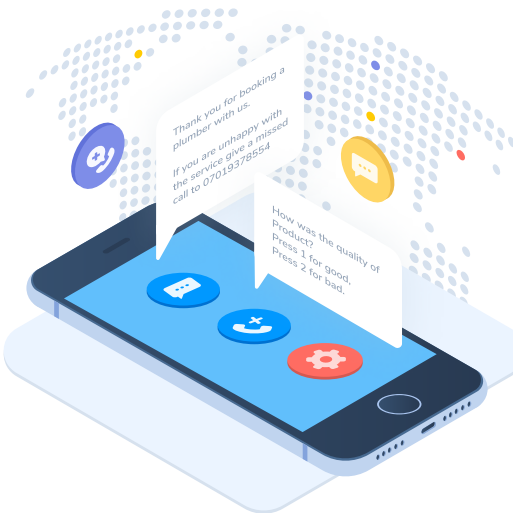 Thank you for booking a
plumber with us.
If you are unhappy with
the service give a missed
call to 07019378554
How was the quality of
Product?
Press 1 for good,
Press 2 for bad.